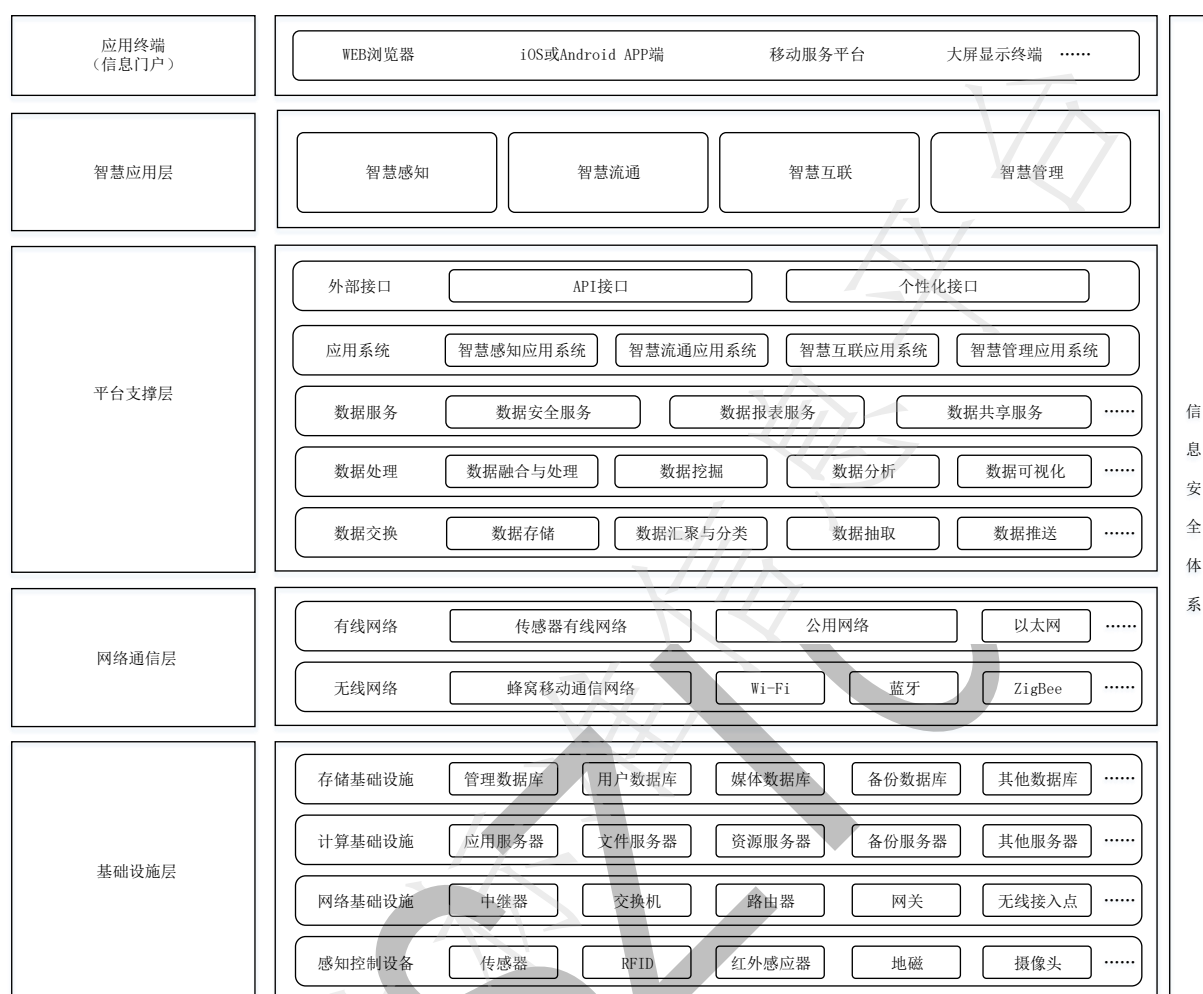 应用终端
（信息门户）
WEB浏览器 iOS或Android APP端 移动服务平台 大屏显示终端 ……
智慧应用层
智慧感知 智慧流通 智慧互联 智慧管理
平台支撑层
外部接口 API接口 个性化接口
应用系统 智慧感知应用系统 智慧流通应用系统 智慧互联应用系统 智慧管理应用系统
数据服务 数据安全服务 数据报表服务 数据共享服务 ……
数据处理 数据融合与处理 数据挖掘 数据分析 数据可视化 ……
数据交换 数据存储 数据汇聚与分类 数据抽取 数据推送 ……
网络通信层
有线网络 传感器有线网络 公用网络 以太网 ……
无线网络 蜂窝移动通信网络 Wi-Fi 蓝牙 ZigBee ……
基础设施层
存储基础设施 管理数据库 用户数据库 媒体数据库 备份数据库 其他数据库 ……
计算基础设施 应用服务器 文件服务器 资源服务器 备份服务器 其他服务器 ……
网络基础设施 中继器 交换机 路由器 网关 无线接入点 ……
感知控制设备 传感器 RFID 红外感应器 地磁 摄像头 ……
信
息
安
全
体
系